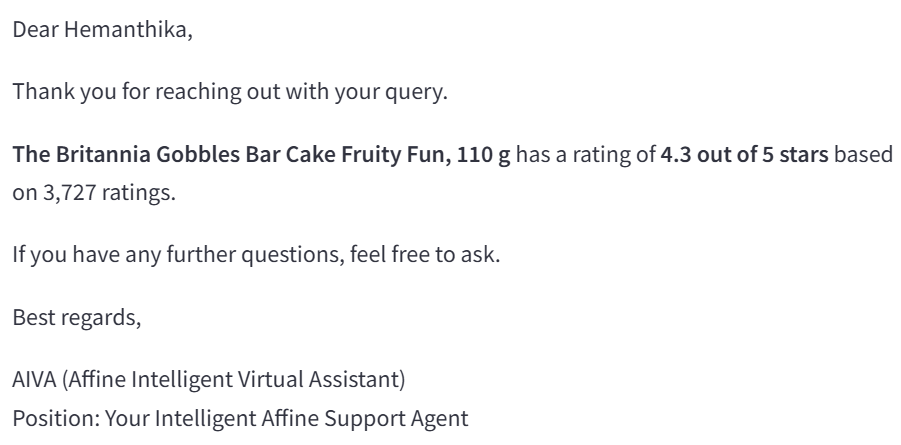 Dear Hemanthika,
Thank you for reaching out with your query.
The Britannia Gobbles Bar Cake Fruity Fun, 110 g has a rating of 4.3 out of 5 stars based
on 3,727 ratings.
If you have any further questions, feel free to ask.
Best regards,
AIVA (Affine Intelligent Virtual Assistant)
Position: Your Intelligent Affine Support Agent